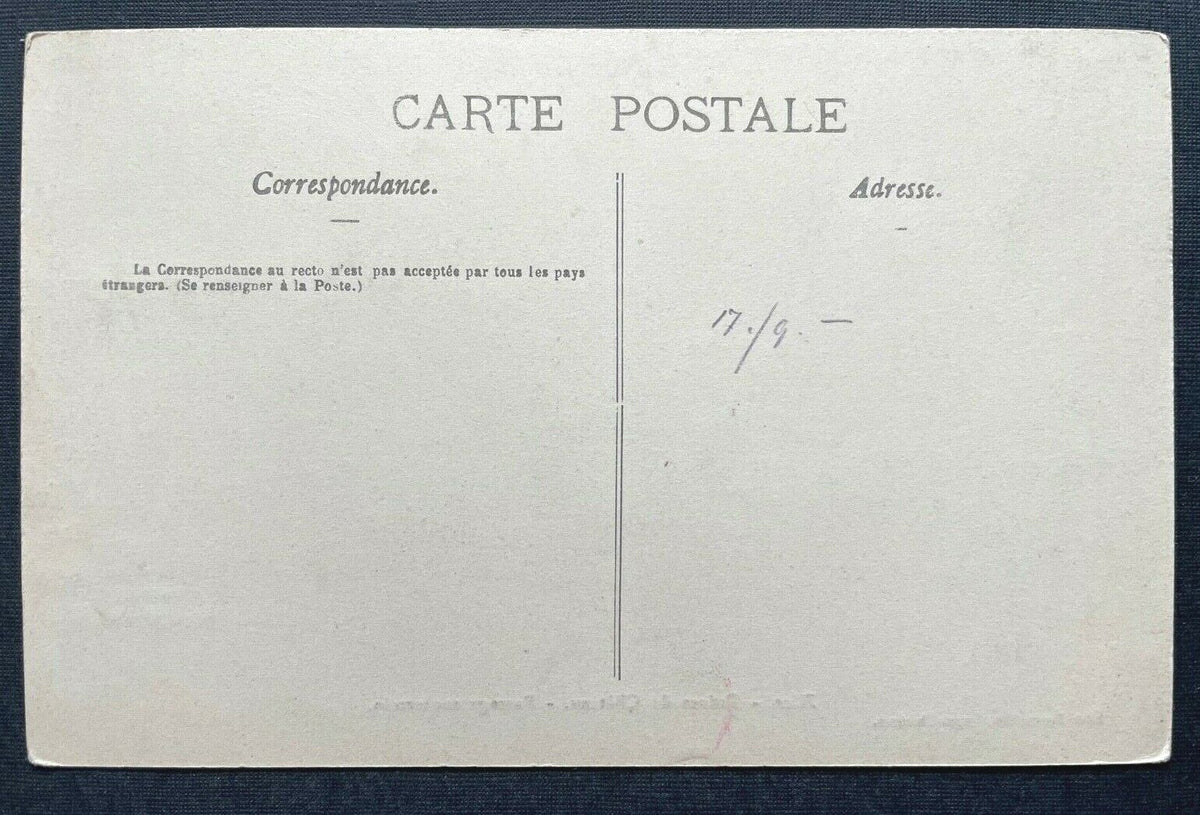 CARTE POSTALE
Correspondance.
Adresse.
La Correspondance au recto n'est pas acceptée par tous les pays
étrangers. (Se renseigner à la Poste.)
17./9. —